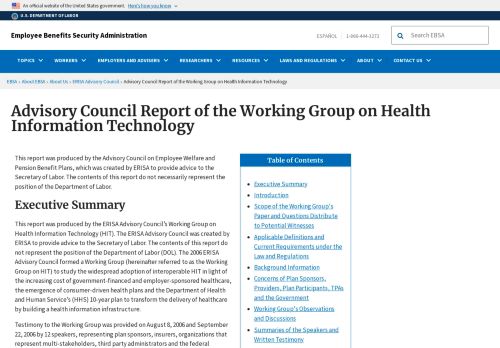 An official website of the United States government. Here's how you know
U.S. DEPARTMENT OF LABOR
Employee Benefits Security Administration
ESPAÑOL | 1-866-444-3272
Search EBSA
TOPICS WORKERS EMPLOYERS AND ADVISERS RESEARCHERS RESOURCES LAWS AND REGULATIONS ABOUT CONTACT US
EBSA › About EBSA › About Us › ERISA Advisory Council › Advisory Council Report of the Working Group on Health Information Technology
Advisory Council Report of the Working Group on Health
Information Technology
This report was produced by the Advisory Council on Employee Welfare and
Pension Benefit Plans, which was created by ERISA to provide advice to the
Secretary of Labor. The contents of this report do not necessarily represent the
position of the Department of Labor.
Executive Summary
This report was produced by the ERISA Advisory Council's Working Group on
Health Information Technology (HIT). The ERISA Advisory Council was created by
ERISA to provide advice to the Secretary of Labor. The contents of this report do
not represent the position of the Department of Labor (DOL). The 2006 ERISA
Advisory Council formed a Working Group (hereinafter referred to as the Working
Group on HIT) to study the widespread adoption of interoperable HIT in light of
the increasing cost of government-financed and employer-sponsored healthcare,
the emergence of consumer-driven health plans and the Department of Health
and Human Service's (HHS) 10-year plan to transform the delivery of healthcare
by building a health information infrastructure.
Testimony to the Working Group was provided on August 8, 2006 and September
22, 2006 by 12 speakers, representing plan sponsors, insurers, organizations that
represent multi-stakeholders, third party administrators and the federal
Table of Contents
Executive Summary
Introduction
Scope of the Working Group's
Paper and Questions Distribute
to Potential Witnesses
Applicable Definitions and
Current Requirements under the
Law and Regulations
Background Information
Concerns of Plan Sponsors,
Providers, Plan Participants, TPAs
and the Government
Working Group's Observations
and Discussions
Summaries of the Speakers and
Written Testimony